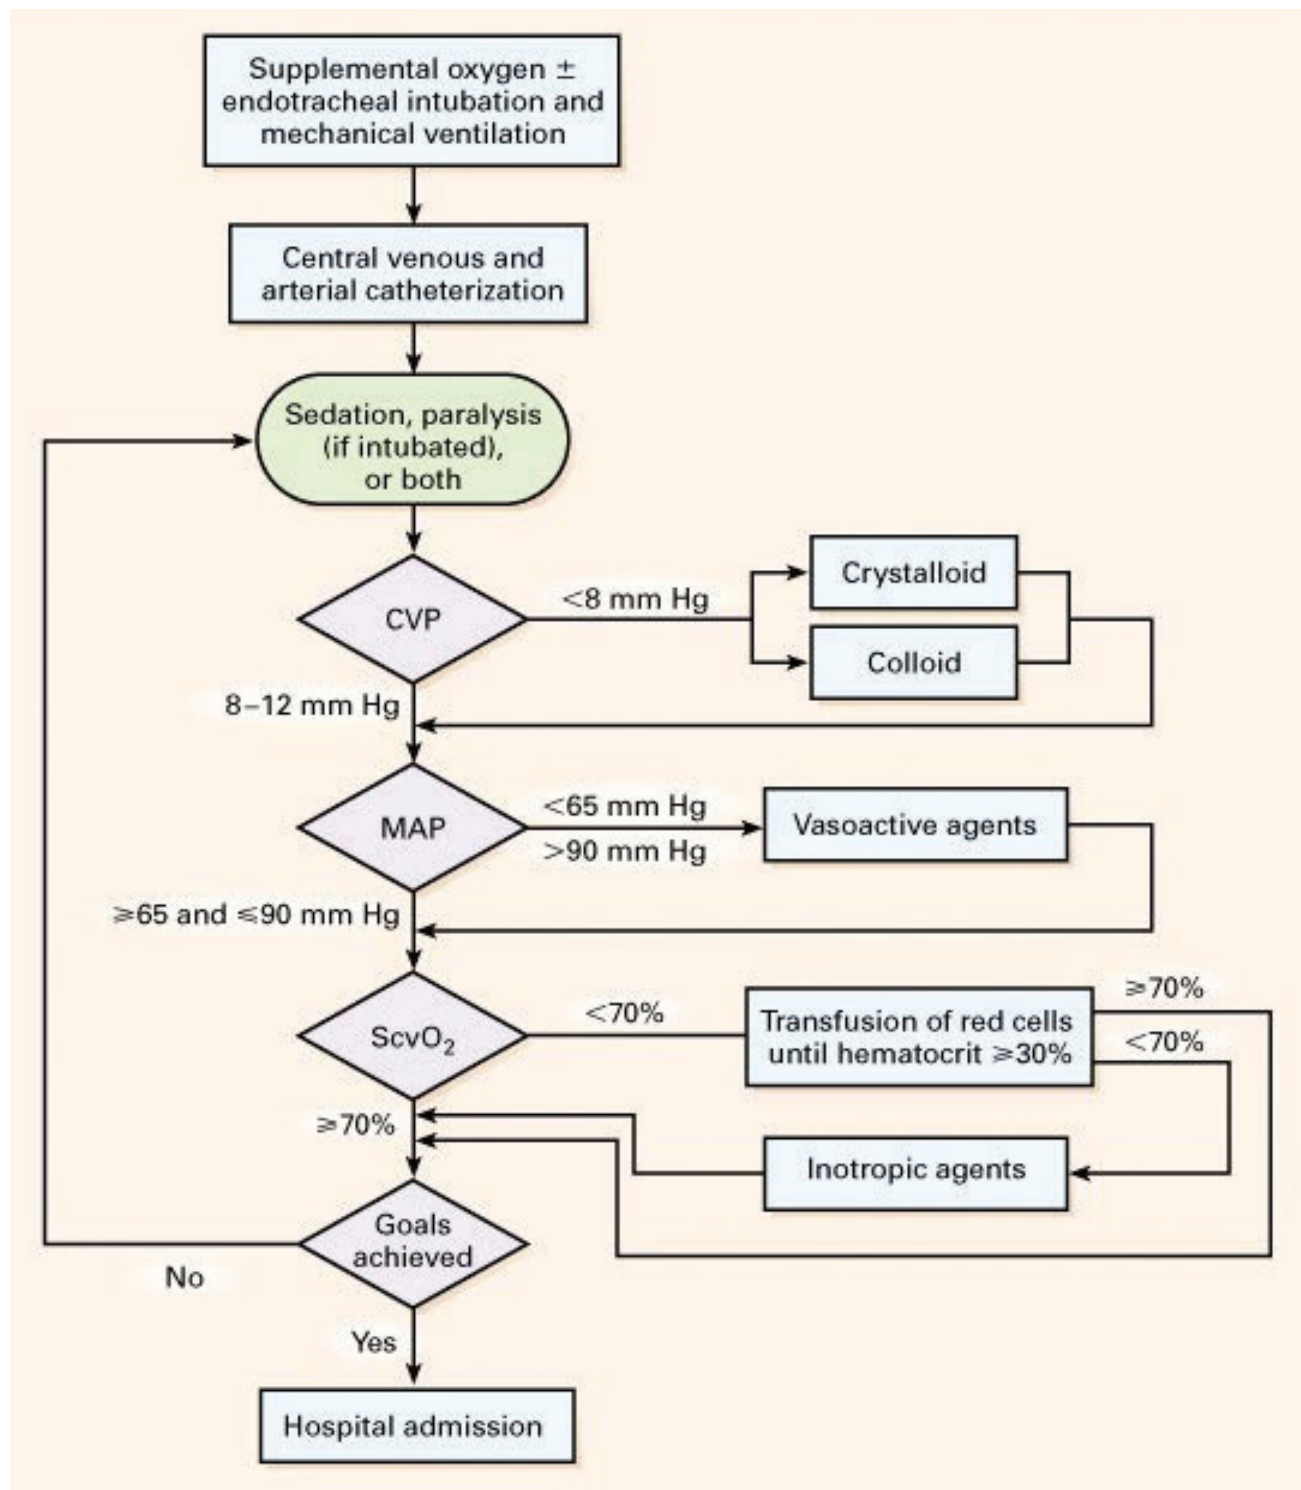 Supplemental oxygen ±
endotracheal intubation and
mechanical ventilation
Central venous and
arterial catheterization
Sedation, paralysis
(if intubated),
or both
CVP
<8 mm Hg
Crystalloid
Colloid
8–12 mm Hg
MAP
<65 mm Hg
>90 mm Hg
Vasoactive agents
⩾65 and ⩽90 mm Hg
ScvO₂
<70%
Transfusion of red cells
until hematocrit ⩾30%
⩾70%
<70%
⩾70%
Inotropic agents
Goals
achieved
No
Yes
Hospital admission